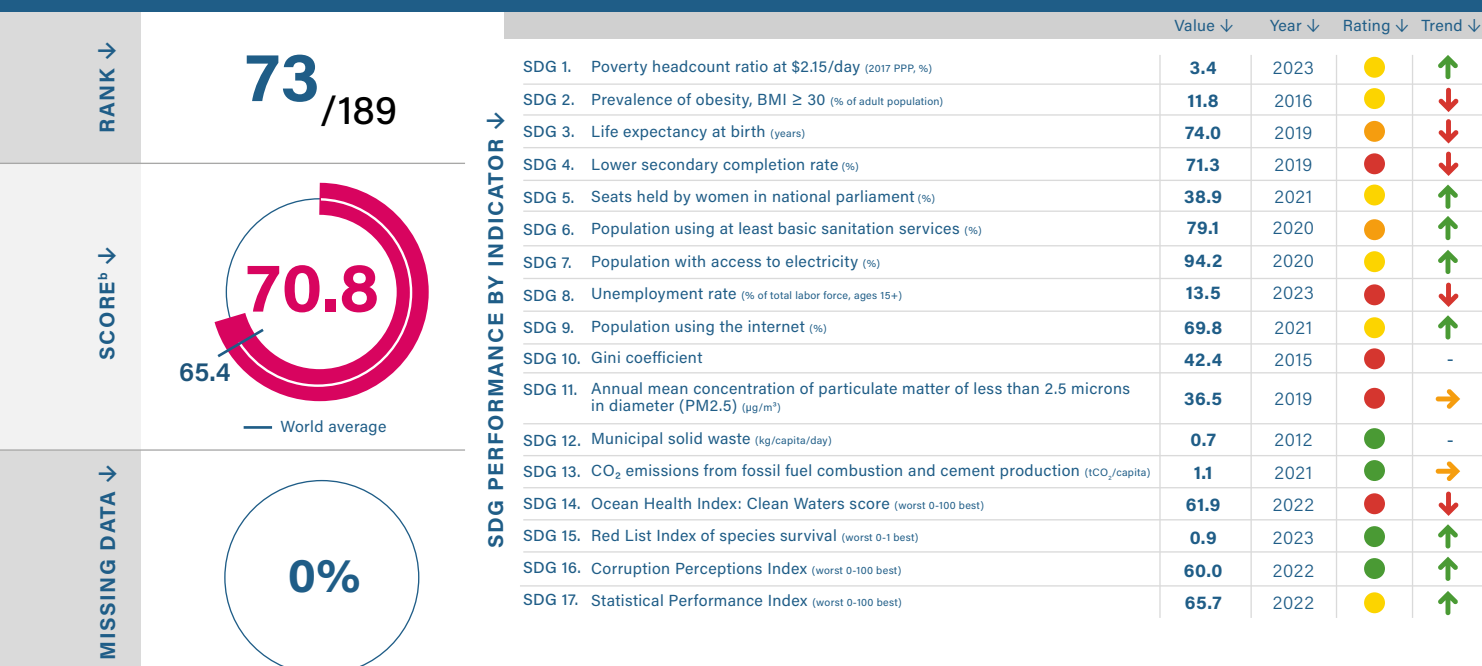 RANK →
73/189
SCOREᵇ →
70.8
65.4
World average
MISSING DATA →
0%
SDG PERFORMANCE BY INDICATOR →
Value ↓ Year ↓ Rating ↓ Trend ↓
SDG 1. Poverty headcount ratio at $2.15/day (2017 PPP, %) 3.4 2023 ↑
SDG 2. Prevalence of obesity, BMI ≥ 30 (% of adult population) 11.8 2016 ↓
SDG 3. Life expectancy at birth (years) 74.0 2019 ↓
SDG 4. Lower secondary completion rate (%) 71.3 2019 ↓
SDG 5. Seats held by women in national parliament (%) 38.9 2021 ↑
SDG 6. Population using at least basic sanitation services (%) 79.1 2020 ↑
SDG 7. Population with access to electricity (%) 94.2 2020 ↑
SDG 8. Unemployment rate (% of total labor force, ages 15+) 13.5 2023 ↓
SDG 9. Population using the internet (%) 69.8 2021 ↑
SDG 10. Gini coefficient 42.4 2015 -
SDG 11. Annual mean concentration of particulate matter of less than 2.5 microns
in diameter (PM2.5) (μg/m³) 36.5 2019 →
SDG 12. Municipal solid waste (kg/capita/day) 0.7 2012 -
SDG 13. CO₂ emissions from fossil fuel combustion and cement production (tCO₂/capita) 1.1 2021 →
SDG 14. Ocean Health Index: Clean Waters score (worst 0-100 best) 61.9 2022 ↓
SDG 15. Red List Index of species survival (worst 0-1 best) 0.9 2023 ↑
SDG 16. Corruption Perceptions Index (worst 0-100 best) 60.0 2022 ↑
SDG 17. Statistical Performance Index (worst 0-100 best) 65.7 2022 ↑